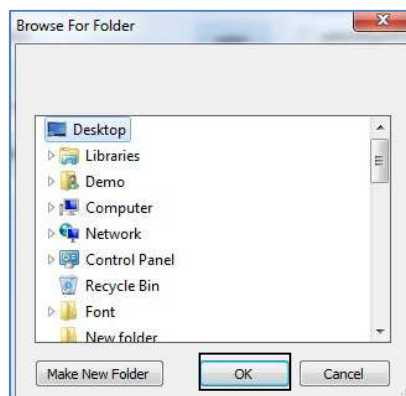 Browse For Folder
Desktop
Libraries
Demo
Computer
Network
Control Panel
Recycle Bin
Font
New folder
Make New Folder OK Cancel